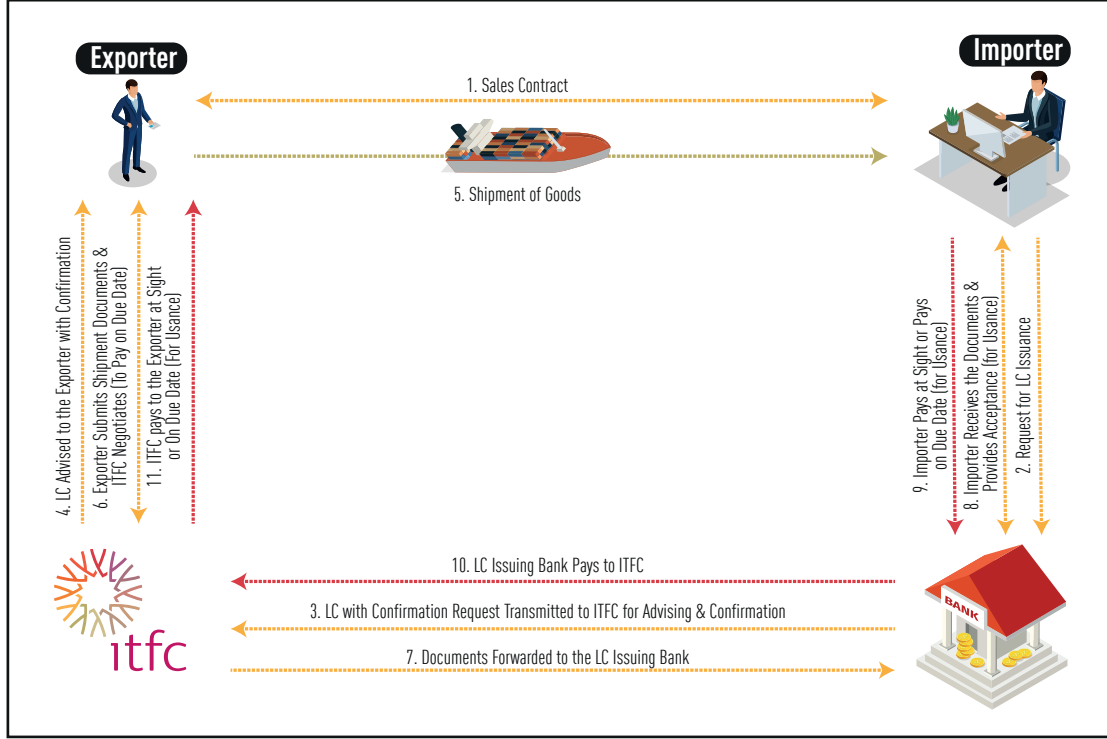 Exporter
Importer
1. Sales Contract
5. Shipment of Goods
4. LC Advised to the Exporter with Confirmation
6. Exporter Submits Shipment Documents &
ITFC Negotiates (To Pay on Due Date)
11. ITFC pays to the Exporter at Sight
or On Due Date (For Usance)
9. Importer Pays at Sight or Pays
on Due Date (for Usance)
8. Importer Receives the Documents &
Provides Acceptance (for Usance)
2. Request for LC Issuance
10. LC Issuing Bank Pays to ITFC
3. LC with Confirmation Request Transmitted to ITFC for Advising & Confirmation
7. Documents Forwarded to the LC Issuing Bank
itfc
BANK